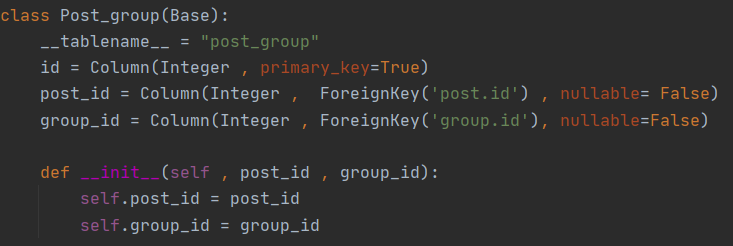 class Post_group(Base):
    __tablename__ = "post_group"
    id = Column(Integer , primary_key=True)
    post_id = Column(Integer ,  ForeignKey('post.id') , nullable= False)
    group_id = Column(Integer , ForeignKey('group.id'), nullable=False)

    def __init__(self , post_id , group_id):
        self.post_id = post_id
        self.group_id = group_id